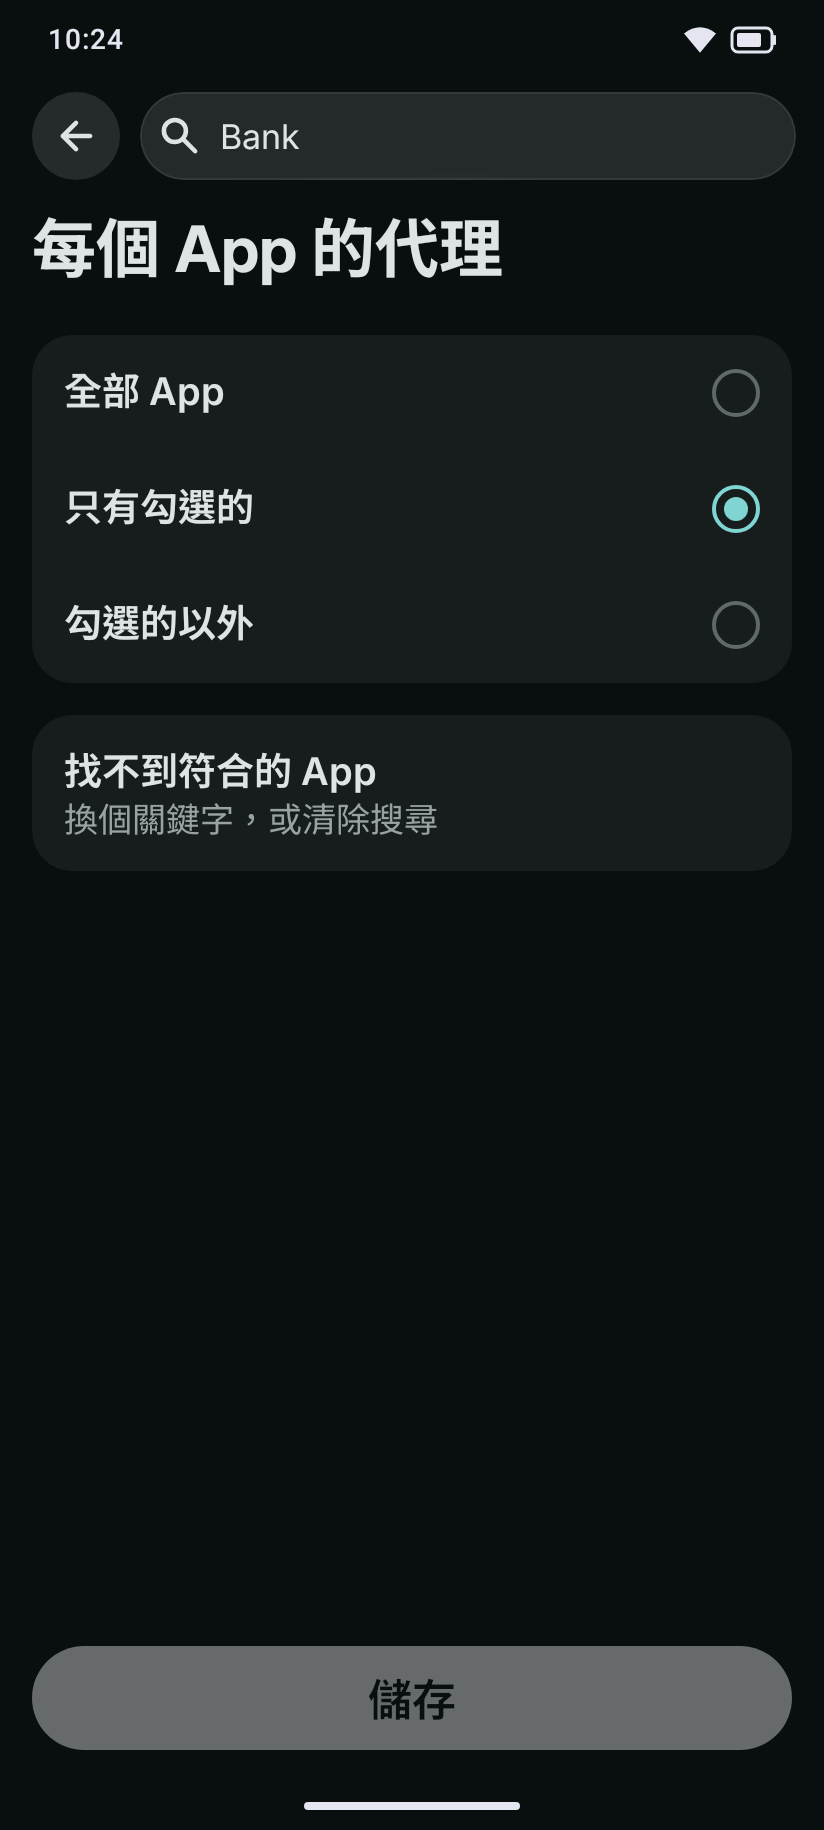 10:24
Bank
每個 App 的代理
全部 App
只有勾選的
勾選的以外
找不到符合的 App
換個關鍵字，或清除搜尋
儲存